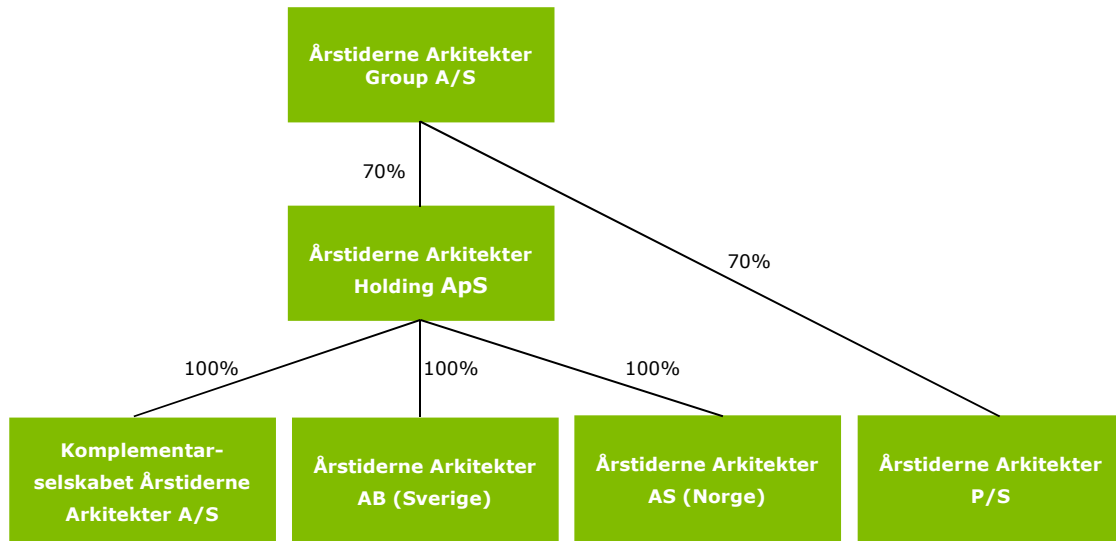 Årstiderne Arkitekter
Group A/S
70%
Årstiderne Arkitekter
Holding ApS
70%
100%
100%
100%
Komplementar-
selskabet Årstiderne
Arkitekter A/S
Årstiderne Arkitekter
AB (Sverige)
Årstiderne Arkitekter
AS (Norge)
Årstiderne Arkitekter
P/S